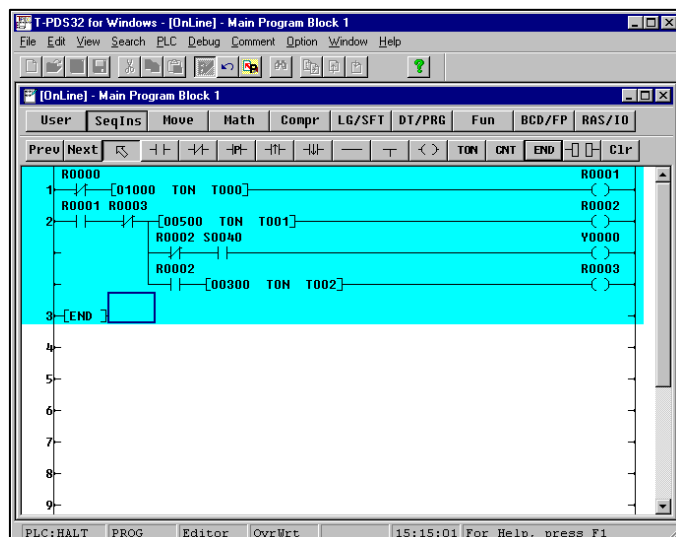 T-PDS32 for Windows - [OnLine] - Main Program Block 1
File Edit View Search PLC Debug Comment Option Window Help
[OnLine] - Main Program Block 1
User SeqIns Move Math Compr LG/SFT DT/PRG Fun BCD/FP RAS/IO
Prev Next P TON CNT END Clr
R0000 R0001
1 [01000 TON T000] ( )
R0001 R0003 R0002
2 [00500 TON T001] ( )
R0002 S0040 Y0000
( )
R0002 R0003
[00300 TON T002] ( )
3 [END ]
4
5
6
7
8
9
PLC:HALT PROG Editor OvrWrt 15:15:01 For Help, press F1